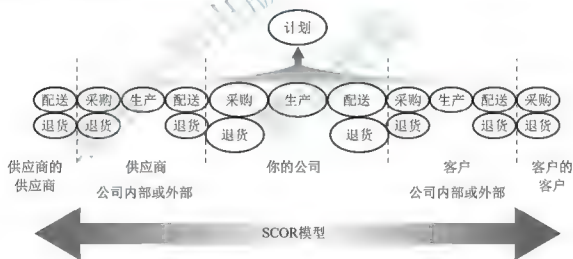 计划
配送 采购 生产 配送 采购 生产 配送 采购 生产 配送 采购
退货 退货 退货 退货 退货 退货 退货 退货
供应商的 供应商 你的公司 客户 客户的
供应商 公司内部或外部 公司内部或外部 客户
SCOR模型